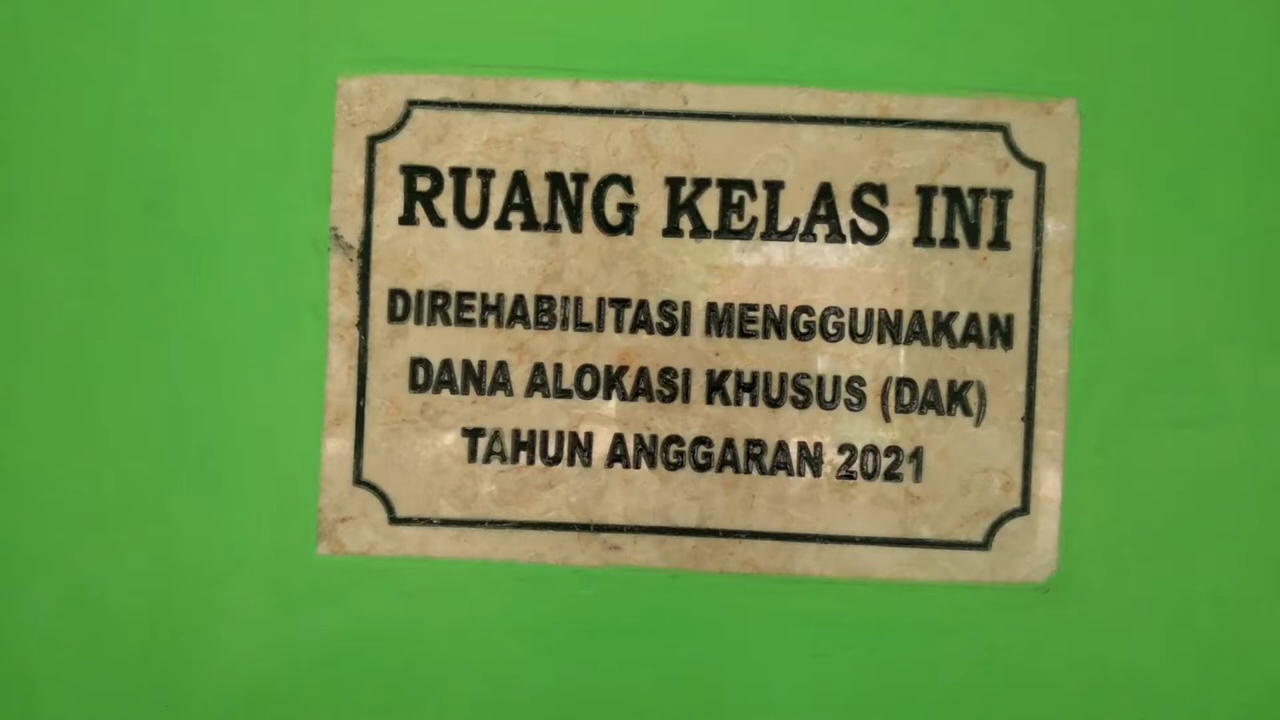 RUANG KELAS INI
DIREHABILITASI MENGGUNAKAN
DANA ALOKASI KHUSUS (DAK)
TAHUN ANGGARAN 2021